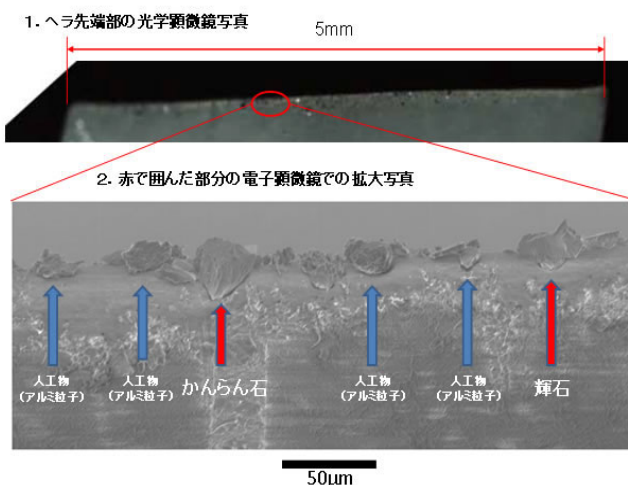 1. ヘラ先端部の光学顕微鏡写真
5mm
2. 赤で囲んだ部分の電子顕微鏡での拡大写真
人工物
(アルミ粒子)
人工物
(アルミ粒子)
かんらん石
人工物
(アルミ粒子)
人工物
(アルミ粒子)
輝石
50μm